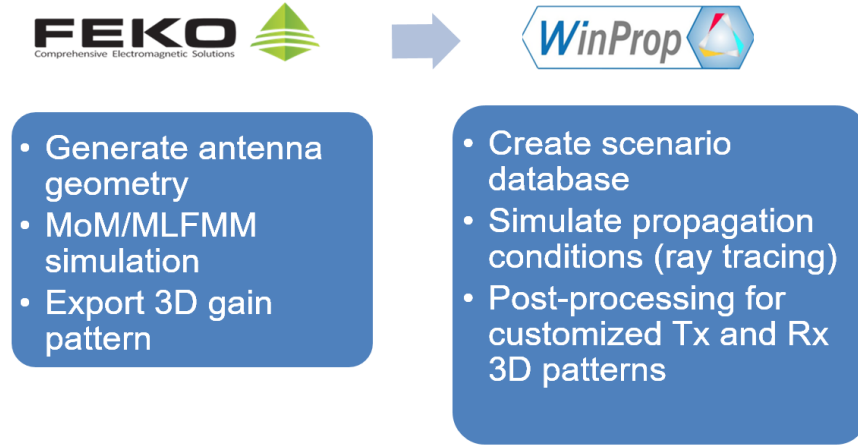 FEKO
Comprehensive Electromagnetic Solutions
WinProp
• Generate antenna
geometry
• MoM/MLFMM
simulation
• Export 3D gain
pattern
• Create scenario
database
• Simulate propagation
conditions (ray tracing)
• Post-processing for
customized Tx and Rx
3D patterns